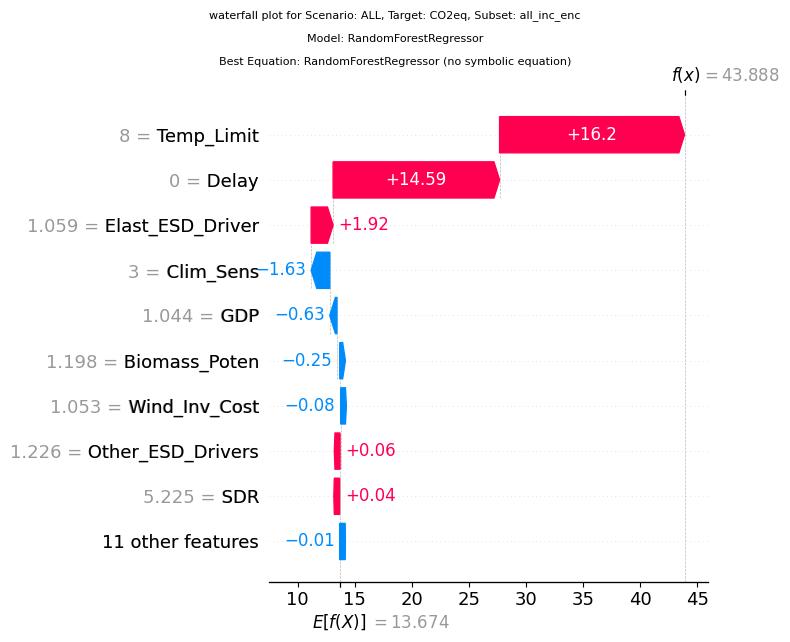 waterfall plot for Scenario: ALL, Target: CO2eq, Subset: all_inc_enc
Model: RandomForestRegressor
Best Equation: RandomForestRegressor (no symbolic equation)
f(x) = 43.888
8 = Temp_Limit +16.2
0 = Delay +14.59
1.059 = Elast_ESD_Driver +1.92
3 = Clim_Sens −1.63
1.044 = GDP −0.63
1.198 = Biomass_Poten −0.25
1.053 = Wind_Inv_Cost −0.08
1.226 = Other_ESD_Drivers +0.06
5.225 = SDR +0.04
11 other features −0.01
10 15 20 25 30 35 40 45
E[f(X)] = 13.674